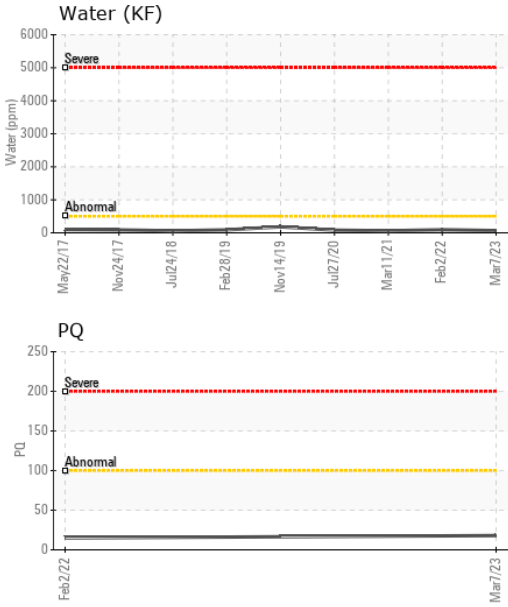 Water (KF)
6000
Severe
5000
4000
3000
2000
1000
Abnormal
0
Water (ppm)
May22/17
Nov24/17
Jul24/18
Feb28/19
Nov14/19
Jul27/20
Mar11/21
Feb2/22
Mar7/23
PQ
250
Severe
200
150
Abnormal
100
50
0
PQ
Feb2/22
Mar7/23